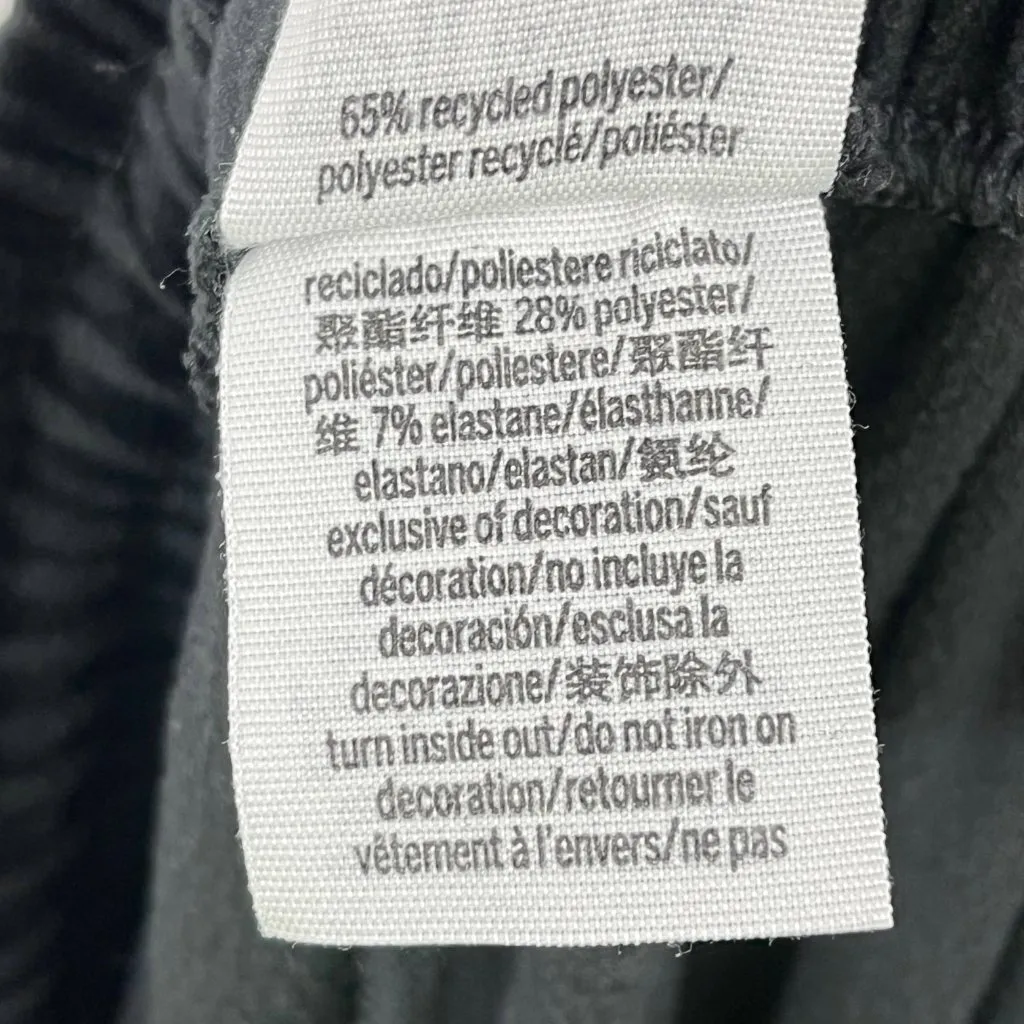 65% recycled polyester/
polyester recyclé/poliéster
reciclado/poliestere riciclato/
聚酯纤维 28% polyester/
poliéster/poliestere/聚酯纤
维 7% elastane/élasthanne/
elastano/elastan/氨纶
exclusive of decoration/sauf
décoration/no incluye la
decoración/esclusa la
decorazione/装饰除外
turn inside out/do not iron on
decoration/retourner le
vêtement à l'envers/ne pas